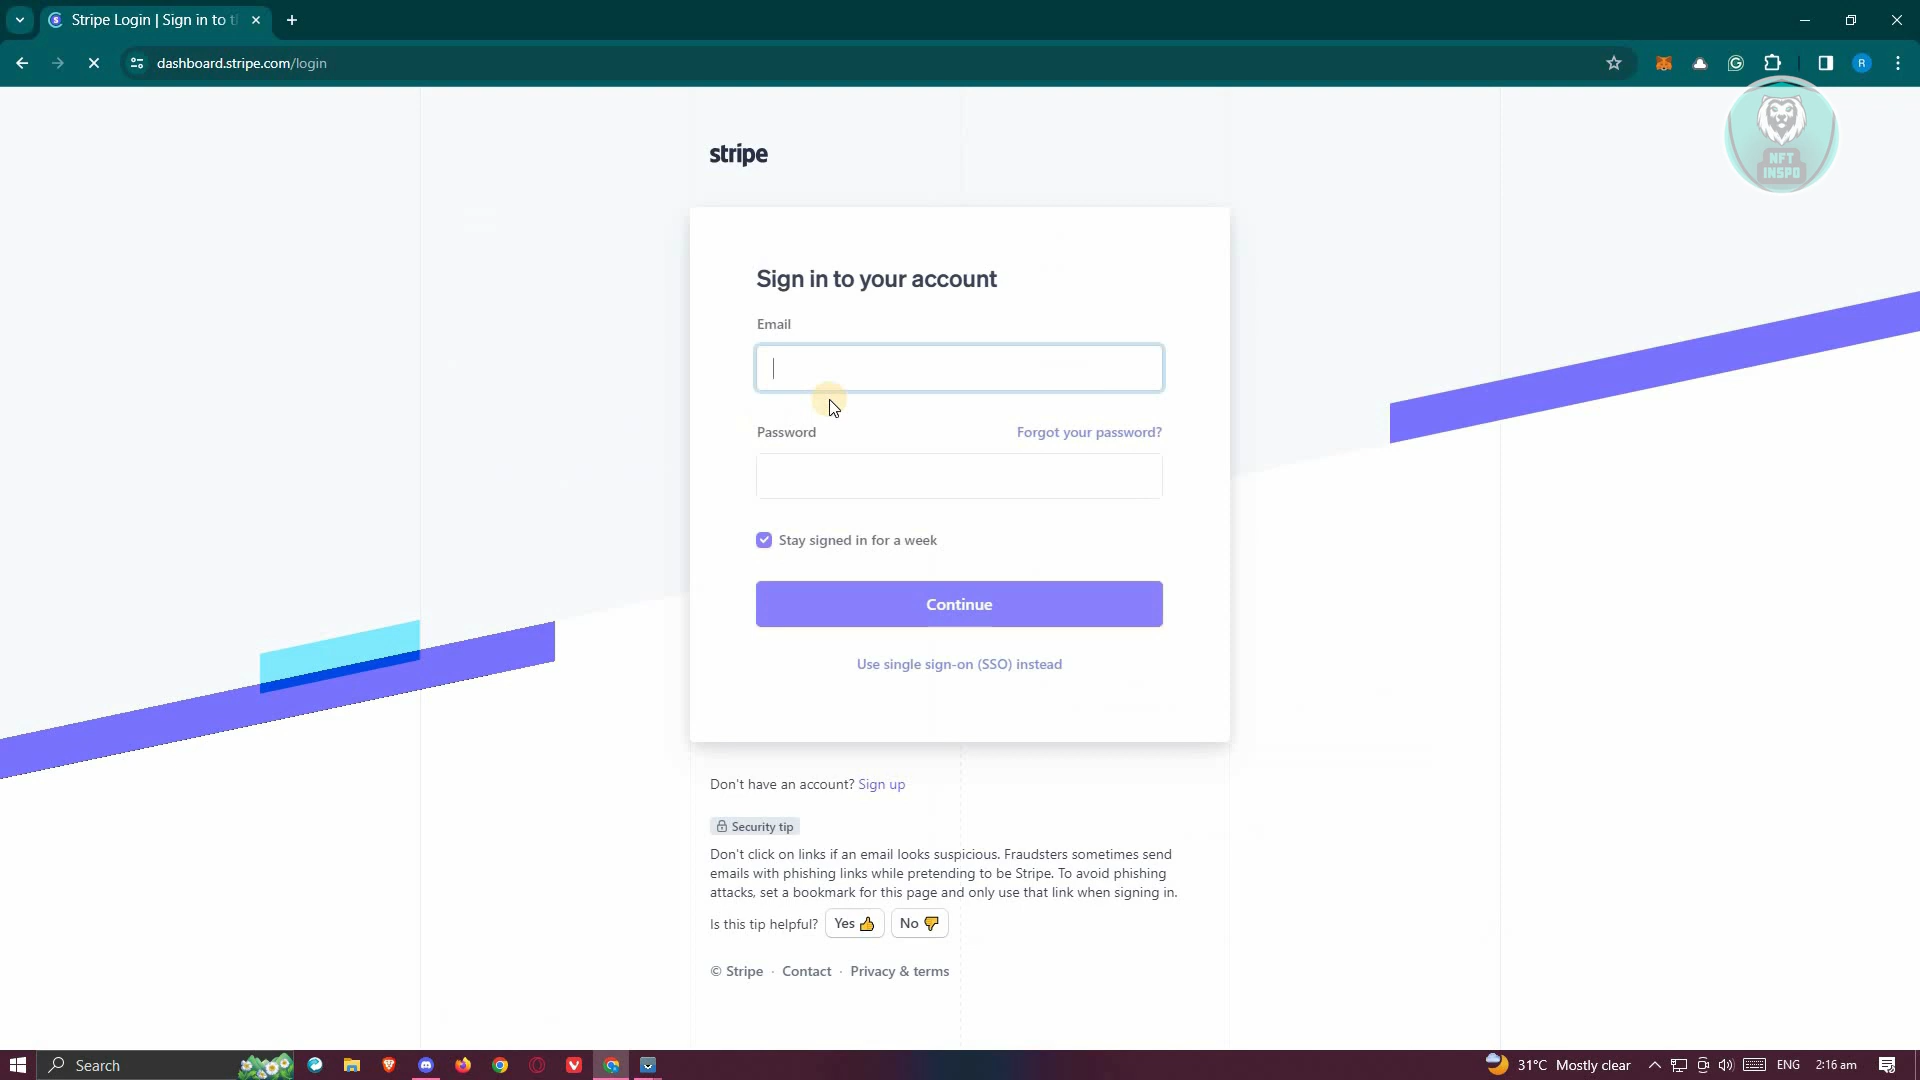 Stripe Login | Sign in to t
dashboard.stripe.com/login
R
NFT
INSPO
stripe
Sign in to your account
Email
Password
Forgot your password?
Stay signed in for a week
Continue
Use single sign-on (SSO) instead
Don't have an account? Sign up
Security tip
Don't click on links if an email looks suspicious. Fraudsters sometimes send
emails with phishing links while pretending to be Stripe. To avoid phishing
attacks, set a bookmark for this page and only use that link when signing in.
Is this tip helpful? Yes 👍 No 👎
© Stripe · Contact · Privacy & terms
Search
31°C Mostly clear
ENG
2:16 am